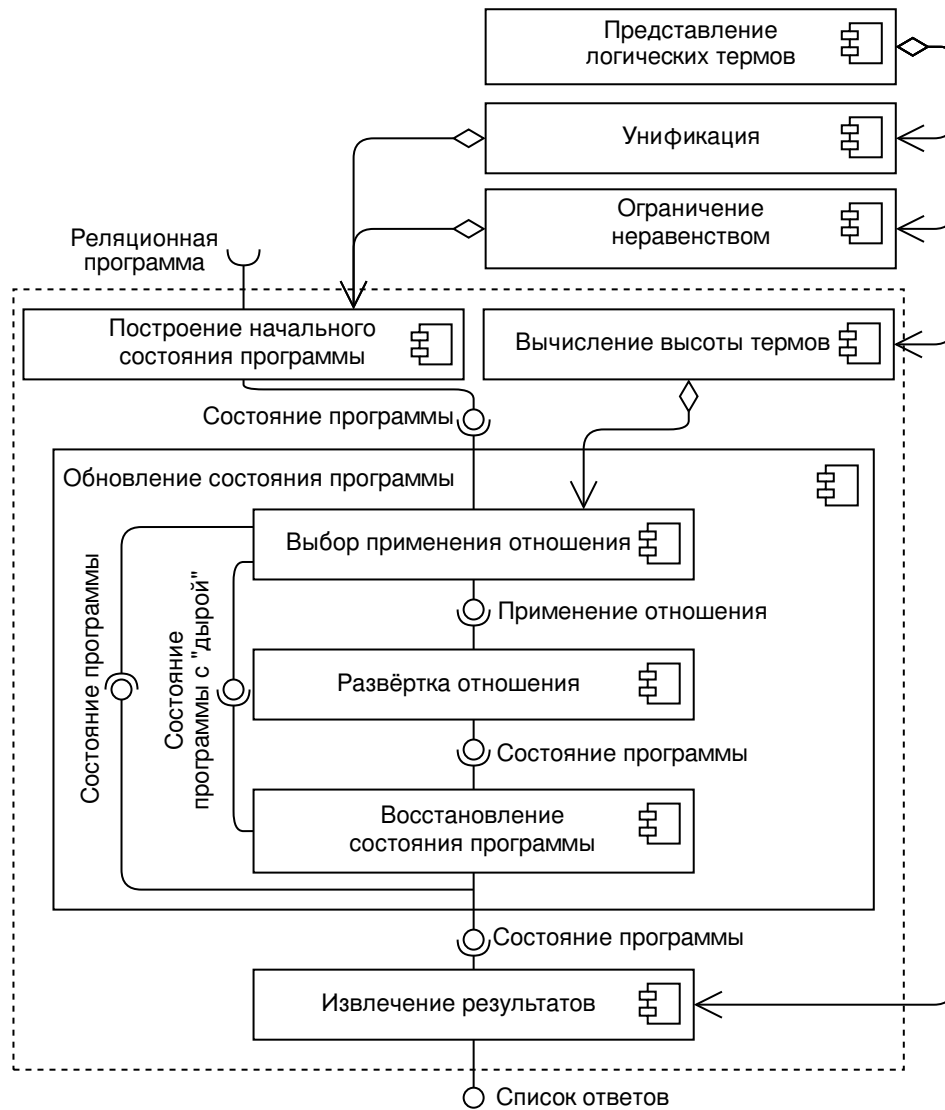 Представление
логических термов
Унификация
Ограничение
неравенством
Реляционная
программа
Построение начального
состояния программы
Вычисление высоты термов
Состояние программы
Обновление состояния программы
Выбор применения отношения
Состояние программы
Состояние
программы с "дырой"
Применение отношения
Развёртка отношения
Состояние программы
Восстановление
состояния программы
Состояние программы
Извлечение результатов
Список ответов